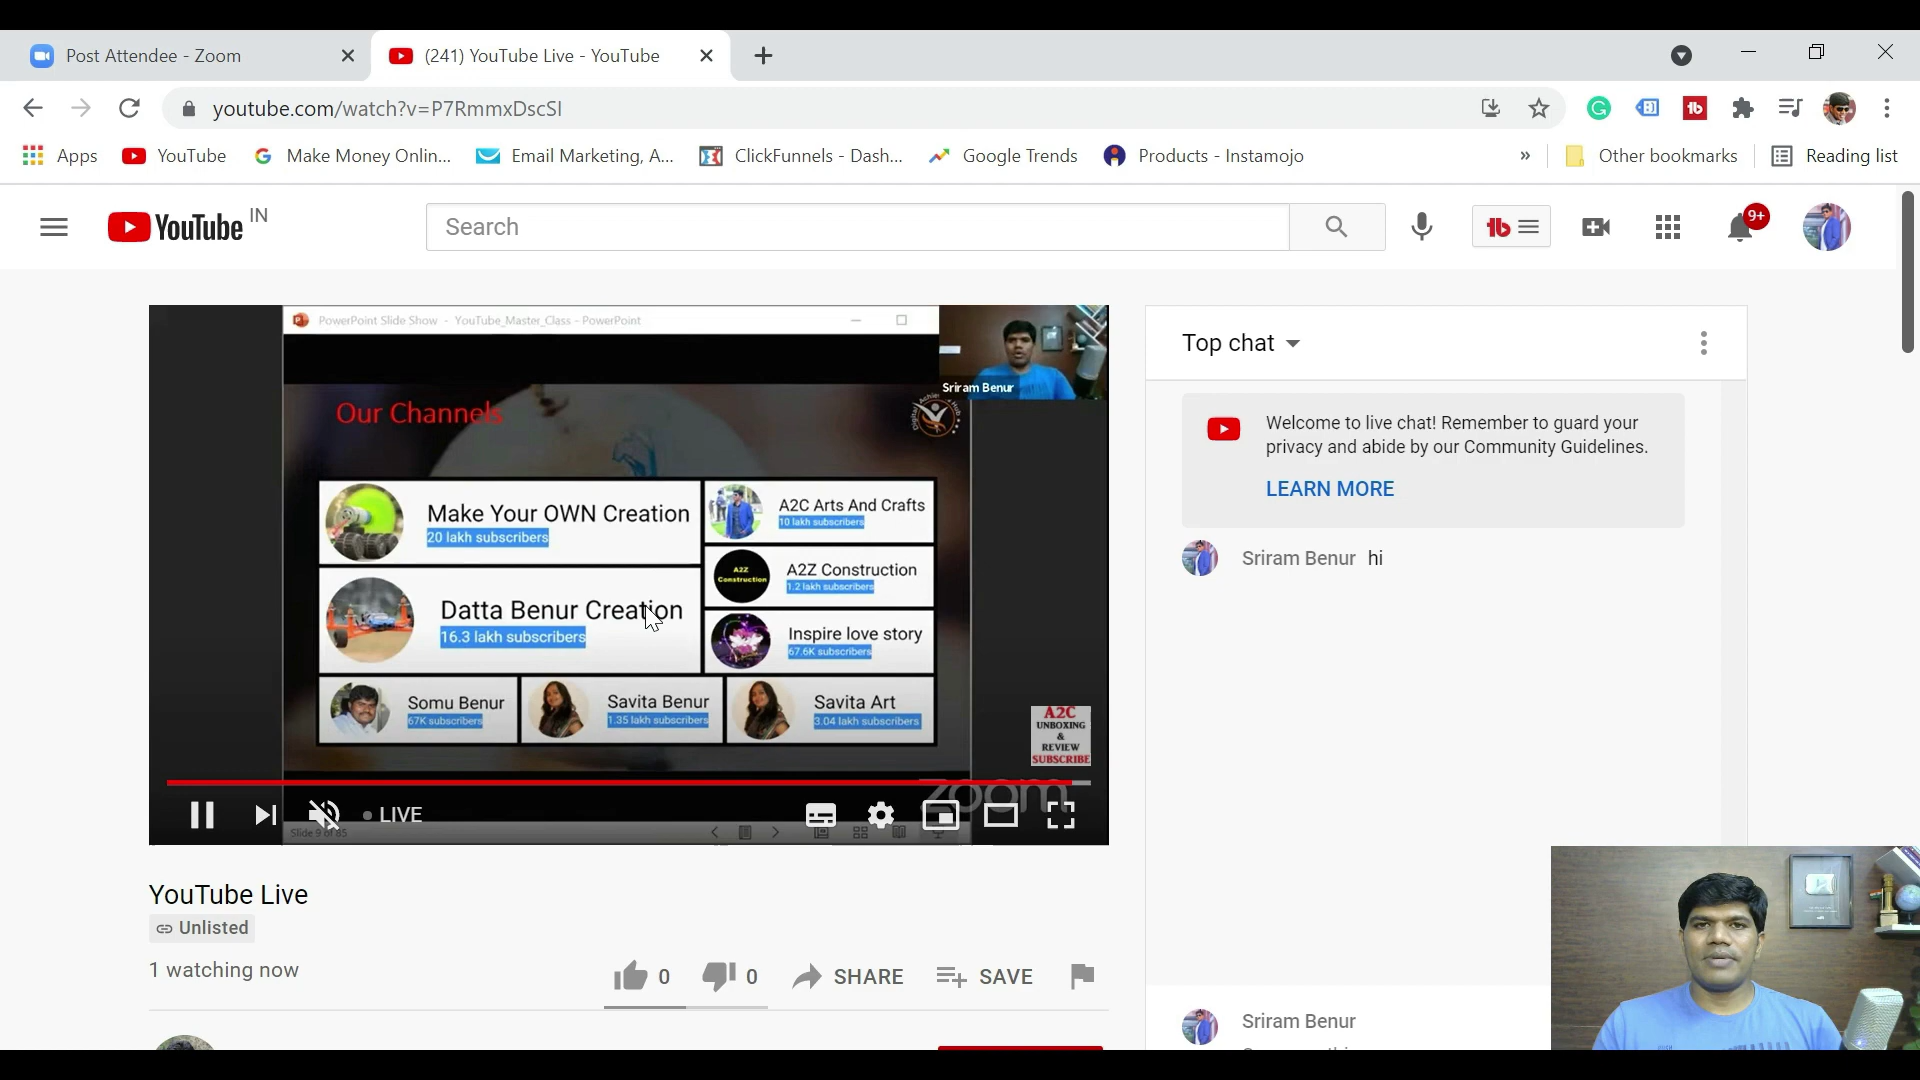 Post Attendee - Zoom
(241) YouTube Live - YouTube
youtube.com/watch?v=P7RmmxDscSI
Apps
YouTube
Make Money Onlin...
Email Marketing, A...
ClickFunnels - Dash...
Google Trends
Products - Instamojo
»
Other bookmarks
Reading list
YouTube IN
Search
9+
PowerPoint Slide Show - YouTube_Master_Class - PowerPoint
Sriram Benur
Our Channels
Make Your OWN Creation
20 lakh subscribers
A2C Arts And Crafts
10 lakh subscribers
A2Z Construction
A2Z Construction
1.2 lakh subscribers
Datta Benur Creation
16.3 lakh subscribers
Inspire love story
67.6K subscribers
Somu Benur
67K subscribers
Savita Benur
1.35 lakh subscribers
Savita Art
3.04 lakh subscribers
A2C
UNBOXING
&
REVIEW
SUBSCRIBE
zoom
LIVE
Slide 9 of 85
Top chat
Welcome to live chat! Remember to guard your
privacy and abide by our Community Guidelines.
LEARN MORE
Sriram Benur hi
YouTube Live
Unlisted
1 watching now
0
0
SHARE
SAVE
Sriram Benur